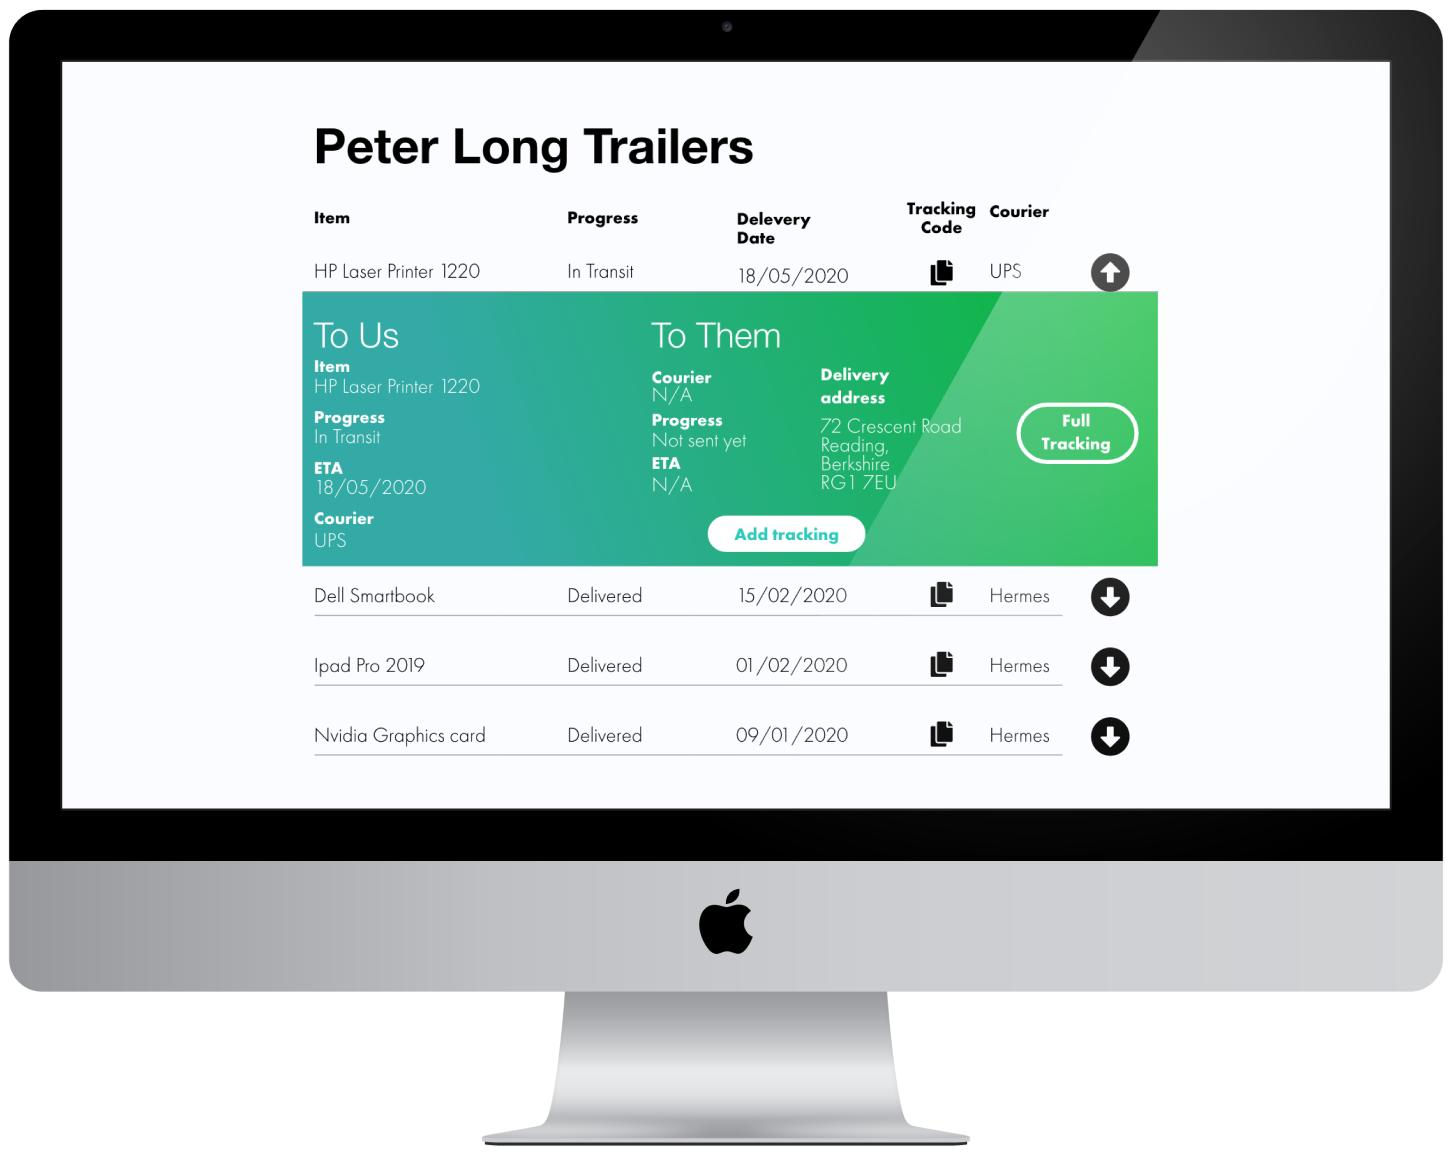 Peter Long Trailers
Item Progress Delevery Date Tracking Code Courier
HP Laser Printer 1220 In Transit 18/05/2020 UPS
To Us
Item
HP Laser Printer 1220
Progress
In Transit
ETA
18/05/2020
Courier
UPS
To Them
Courier
N/A
Progress
Not sent yet
ETA
N/A
Delivery
address
72 Crescent Road
Reading,
Berkshire
RG1 7EU
Full
Tracking
Add tracking
Dell Smartbook Delivered 15/02/2020 Hermes
Ipad Pro 2019 Delivered 01/02/2020 Hermes
Nvidia Graphics card Delivered 09/01/2020 Hermes